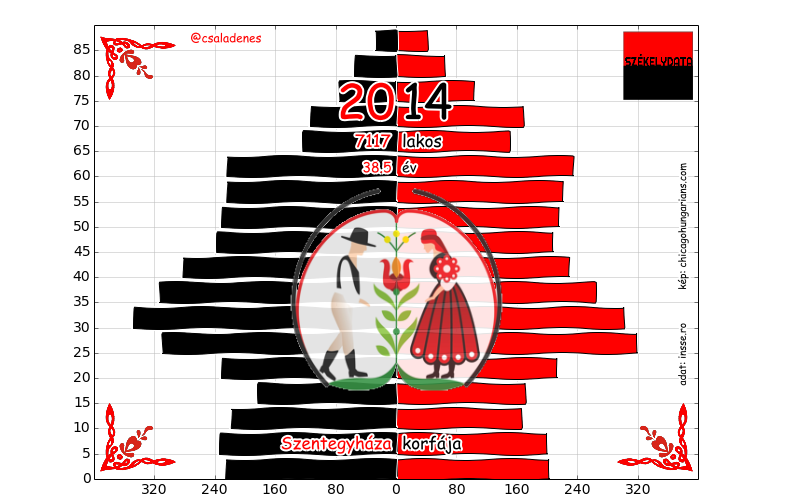 @csaladenes
SZÉKELYDATA
2014
7117 lakos
38.5 év
Szentegyháza korfája
kép: chicagohungarians.com
adat: insse.ro
85
80
75
70
65
60
55
50
45
40
35
30
25
20
15
10
5
0
320 240 160 80 0 80 160 240 320